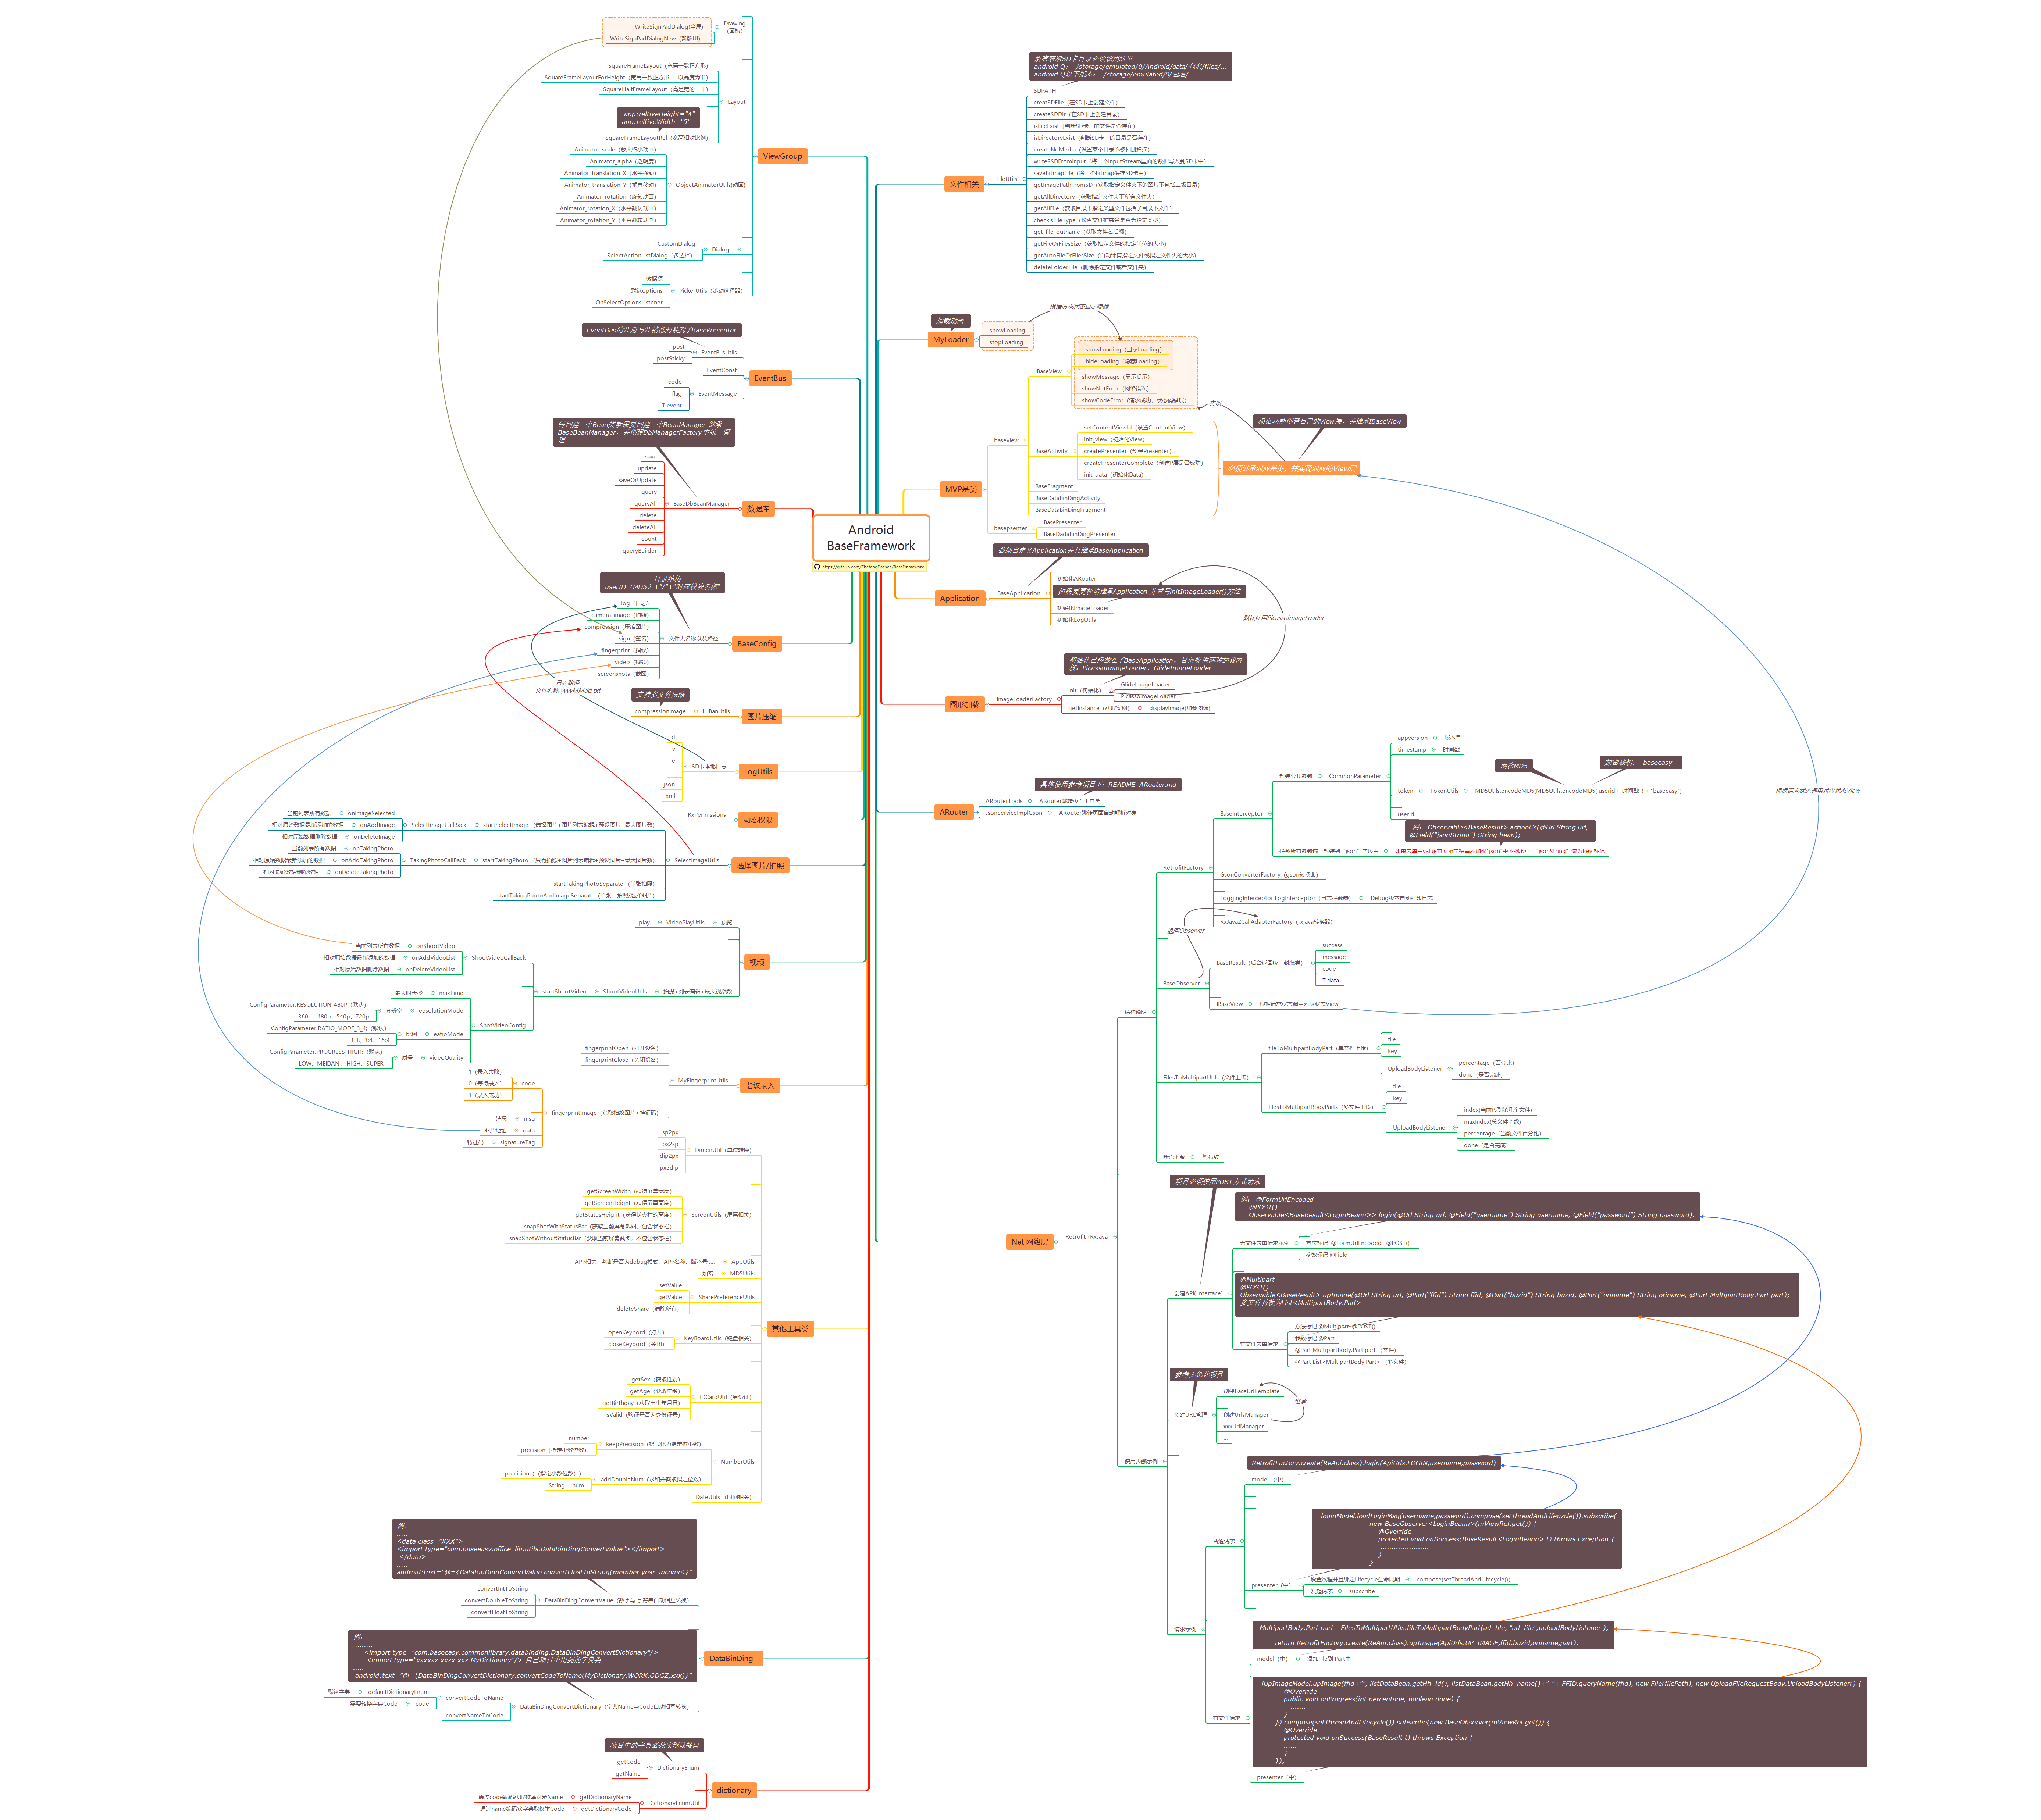 Android
BaseFramework
https://github.com/ZhetengDashen/BaseFramework
ViewGroup
Drawing
(画板)
WriteSignPadDialog(全屏)
WriteSignPadDialogNew (新版UI)
Layout
SquareFrameLayout (宽高一致正方形)
SquareFrameLayoutForHeight (宽高一致正方形----以高度为准)
SquareHalfFrameLayout (高是宽的一半)
app:reltiveHeight="4"
app:reltiveWidth="5"
SquareFrameLayoutRel (宽高相对比例)
ObjectAnimatorUtils(动画)
Animator_scale (放大缩小动画)
Animator_alpha (透明度)
Animator_translation_X (水平移动)
Animator_translation_Y (垂直移动)
Animator_rotation (旋转动画)
Animator_rotation_X (水平翻转动画)
Animator_rotation_Y (垂直翻转动画)
Dialog
CustomDialog
SelectActionListDialog (多选择)
PickerUtils (滚动选择器)
数据源
默认options
OnSelectOptionsListener
EventBus的注册与注销都封装到了BasePresenter
EventBus
EventBusUtils
post
postSticky
EventConst
EventMessage
code
flag
T event
每创建一个Bean类就需要创建一个BeanManager 继承
BaseBeanManager，并创建DbManagerFactory中统一管
理。
数据库
BaseDbBeanManager
save
update
saveOrUpdate
query
queryAll
delete
deleteAll
count
queryBuilder
目录结构
userID（MD5）+"/"+"对应模块名称"
BaseConfig
文件夹名称以及路径
log (日志)
camera_image (拍照)
compression (压缩图片)
sign (签名)
fingerprint (指纹)
video (视频)
screenshots (截图)
日志路径
文件名称 yyyyMMdd.txt
支持多文件压缩
图片压缩
LuBanUtils
compressionImage
LogUtils
SD卡本地日志
d
v
e
...
json
xml
动态权限
RxPermissions
选择图片/拍照
SelectImageUtils
startSelectImage (选择图片+图片列表编辑+预设图片+最大图片数)
SelectImageCallBack
onImageSelected
当前列表所有数据
onAddImage
相对原始数据最新添加的数据
onDeleteImage
相对原始数据删除数据
startTakingPhoto (只有拍照+图片列表编辑+预设图片+最大图片数)
TakingPhotoCallBack
onTakingPhoto
当前列表所有数据
onAddTakingPhoto
相对原始数据最新添加的数据
onDeleteTakingPhoto
相对原始数据删除数据
startTakingPhotoSeparate (单张拍照)
startTakingPhotoAndImageSeparate (单张 拍照/选择图片)
视频
预览
VideoPlayUtils
play
拍摄+列表编辑+最大视频数
ShootVideoUtils
startShootVideo
ShootVideoCallBack
onShootVideo
当前列表所有数据
onAddVideoList
相对原始数据最新添加的数据
onDeleteVideoList
相对原始数据删除数据
ShotVideoConfig
maxTime
最大时长秒
eesolutionMode
分辨率
ConfigParameter.RESOLUTION_480P (默认)
360p、480p、540p、720p
eatioMode
比例
ConfigParameter.RATIO_MODE_3_4; (默认)
1:1、3:4、16:9
videoQuality
质量
ConfigParameter.PROGRESS_HIGH; (默认)
LOW、MEIDAN 、HIGH、SUPER
指纹录入
MyFingerprintUtils
fingerprintOpen (打开设备)
fingerprintClose (关闭设备)
fingerprintImage (获取指纹图片+特征码)
code
-1 (录入失败)
0 (等待录入)
1 (录入成功)
msg
消息
data
图片地址
signatureTag
特征码
其他工具类
DimenUtil (单位转换)
sp2px
px2sp
dip2px
px2dip
ScreenUtils (屏幕相关)
getScreenWidth (获得屏幕宽度)
getScreenHeight (获得屏幕高度)
getStatusHeight (获得状态栏的高度)
snapShotWithStatusBar (获取当前屏幕截图，包含状态栏)
snapShotWithoutStatusBar (获取当前屏幕截图，不包含状态栏)
AppUtils
APP相关：判断是否为debug模式、APP名称、版本号 ...
MD5Utils
加密
SharePreferenceUtils
setValue
getValue
deleteShare (清除所有)
KeyBoardUtils (键盘相关)
openKeybord (打开)
closeKeybord (关闭)
IDCardUtil (身份证)
getSex (获取性别)
getAge (获取年龄)
getBirthday (获取出生年月日)
isValid (验证是否为身份证号)
NumberUtils
keepPrecision (格式化为指定位小数)
number
precision (指定小数位数)
addDoubleNum (求和并截取指定位数)
precision ( (指定小数位数) )
String ... num
DateUtils (时间相关)
例：
.....
<data class="XXX">
<import type="com.baseeasy.office_lib.utils.DataBinDingConvertValue"></import>
</data>
.....
android:text="@={DataBinDingConvertValue.convertFloatToString(member.year_income)}"
DataBinDing
DataBinDingConvertValue (数字与 字符串自动相互转换)
convertIntToString
convertDoubleToString
convertFloatToString
例：
........
<import type="com.baseeasy.commonlibrary.databinding.DataBinDingConvertDictionary"/>
<import type="xxxxxx.xxxx.xxx.MyDictionary"/> 自己项目中用到的字典类
.....
android:text="@={DataBinDingConvertDictionary.convertCodeToName(MyDictionary.WORK.GDGZ,xxx)}"
DataBinDingConvertDictionary (字典Name与Code自动相互转换)
convertCodeToName
defaultDictionaryEnum
默认字典
code
需要转换字典Code
convertNameToCode
项目中的字典必须实现该接口
dictionary
DictionaryEnum
getCode
getName
DictionaryEnumUtil
getDictionaryName
通过code编码获取枚举对象Name
getDictionaryCode
通过name编码获字典取枚举Code
所有获取SD卡目录必须调用这里
android Q： /storage/emulated/0/Android/data/包名/files/...
android Q以下版本： /storage/emulated/0/包名/...
文件相关
FileUtils
SDPATH
creatSDFile (在SD卡上创建文件)
createSDDir (在SD卡上创建目录)
isFileExist (判断SD卡上的文件是否存在)
isDirectoryExist (判断SD卡上的目录是否存在)
createNoMedia (设置某个目录不被相册扫描)
write2SDFromInput (将一个InputStream里面的数据写入到SD卡中)
saveBitmapFile (将一个Bitmap保存SD卡中)
getImagePathFromSD (获取指定文件夹下的图片不包括二级目录)
getAllDirectory (获取指定文件夹下所有文件夹)
getAllFile (获取目录下指定类型文件包括子目录下文件)
checkIsFileType (检查文件扩展名是否为指定类型)
get_file_outname (获取文件名后缀)
getFileOrFilesSize (获取指定文件的指定单位的大小)
getAutoFileOrFilesSize (自动计算指定文件或指定文件夹的大小)
deleteFolderFile (删除指定文件或者文件夹)
根据请求状态显示隐藏
加载动画
MyLoader
showLoading
stopLoading
MVP基类
baseview
IBaseView
showLoading (显示Loading)
hideLoading (隐藏Loading)
showMessage (显示提示)
showNetError (网络错误)
showCodeError (请求成功，状态码错误)
实现
根据功能创建自己的View层，并继承IBaseView
BaseActivity
setContentViewId (设置ContentView)
init_view (初始化View)
createPresenter (创建Presenter)
createPresenterComplete (创建P层是否成功)
init_data (初始化Data)
必须继承对应基类，并实现对应的View层
BaseFragment
BaseDataBinDingActivity
BaseDataBinDingFragment
basepsenter
BasePresenter
BaseDadaBinDingPresenter
必须自定义Application并且继承BaseApplication
Application
BaseApplication
初始化ARouter
如需要更换请继承Application 并重写initImageLoader()方法
初始化ImageLoader
初始化LogUtils
默认使用PicassoImageLoader
初始化已经放在了BaseApplication，目前提供两种加载内
核：PicassoImageLoader、GlideImageLoader
图形加载
ImageLoaderFactory
init (初始化)
GlideImageLoader
PicassoImageLoader
getInstance (获取实例)
displayImage(加载图像)
具体使用参考项目下：README_ARouter.md
ARouter
ARouterTools
ARouter跳转页面工具类
JsonServiceImplGson
ARouter跳转页面自动解析对象
Net 网络层
Retrofit+RxJava
结构说明
RetrofitFactory
BaseInterceptor
封装公共参数
CommonParameter
appversion
版本号
timestamp
时间戳
两次MD5
加密秘钥： baseeasy
token
TokenUtils
MD5Utils.encodeMD5(MD5Utils.encodeMD5( userid+ 时间戳 ) + "baseeasy")
userid
例： Observable<BaseResult> actionCs(@Url String url,
@Field("jsonString") String bean);
拦截所有参数统一封装到 "json" 字段中
如果表单中value有json字符串添加嘛"json"中 必须使用 "jsonString" 做为Key 标记
GsonConverterFactory (gson转换器)
LoggingInterceptor.LogInterceptor (日志拦截器)
Debug版本自动打印日志
RxJava2CallAdapterFactory (rxjava转换器)
返回Observer
根据请求状态调用对应状态View
BaseObserver
BaseResult (后台返回统一封装类)
success
message
code
T data
IBaseView
根据请求状态调用对应状态View
FilesToMultipartUtils (文件上传)
fileToMultipartBodyPart (单文件上传)
file
key
UploadBodyListener
percentage (百分比)
done (是否完成)
filesToMultipartBodyParts (多文件上传)
file
key
UploadBodyListener
index(当前传到第几个文件)
maxIndex(总文件个数)
percentage (当前文件百分比)
done (是否完成)
断点下载
待续
使用步骤示例
项目必须使用POST方式请求
创建API( interface)
例： @FormUrlEncoded
@POST()
Observable<BaseResult<LoginBeann>> login(@Url String url, @Field("username") String username, @Field("password") String password);
无文件表单请求示例
方法标记 @FormUrlEncoded @POST()
参数标记 @Field
@Multipart
@POST()
Observable<BaseResult> upImage(@Url String url, @Part("ffid") String ffid, @Part("buzid") String buzid, @Part("oriname") String oriname, @Part MultipartBody.Part part);
多文件替换为List<MultipartBody.Part>
有文件表单请求
方法标记 @Multipart @POST()
参数标记 @Part
@Part MultipartBody.Part part (文件)
@Part List<MultipartBody.Part> (多文件)
参考无纸化项目
创建URL管理
创建BaseUrlTemplate
创建UrlsManager
xxxUrlManager
...
继承
请求示例
普通请求
RetrofitFactory.create(ReApi.class).login(ApiUrls.LOGIN,username,password)
model (中)
loginModel.loadLoginMsg(username,password).compose(setThreadAndLifecycle()).subscribe(
new BaseObserver<LoginBeann>(mViewRef.get()) {
@Override
protected void onSuccess(BaseResult<LoginBeann> t) throws Exception {
.......................
}
}
presenter (中)
设置线程并且绑定Lifecycle生命周期
compose(setThreadAndLifecycle())
发起请求
subscribe
有文件请求
MultipartBody.Part part= FilesToMultipartUtils.fileToMultipartBodyPart(ad_file, "ad_file",uploadBodyListener );
return RetrofitFactory.create(ReApi.class).upImage(ApiUrls.UP_IMAGE,ffid,buzid,oriname,part);
model (中)
添加File到 Part中
iUpImageModel.upImage(ffid+"", listDataBean.getHh_id(), listDataBean.getHh_name()+"-"+ FFID.queryName(ffid), new File(filePath), new UploadFileRequestBody.UploadBodyListener() {
@Override
public void onProgress(int percentage, boolean done) {
.......
}
}).compose(setThreadAndLifecycle()).subscribe(new BaseObserver(mViewRef.get()) {
@Override
protected void onSuccess(BaseResult t) throws Exception {
......
}
});
presenter (中)